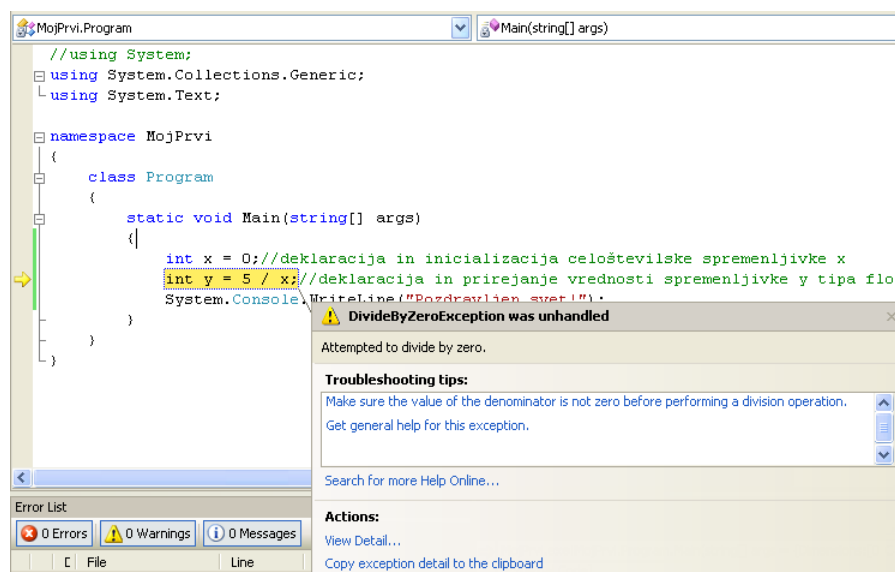 MojPrvi.Program
Main(string[] args)
//using System;
using System.Collections.Generic;
using System.Text;
namespace MojPrvi
{
class Program
{
static void Main(string[] args)
{
int x = 0;//deklaracija in inicializacija celoštevilske spremenljivke x
int y = 5 / x;//deklaracija in prirejanje vrednosti spremenljivke y tipa flo
System.Console.WriteLine("Pozdravljen svet!");
}
}
}
DivideByZeroException was unhandled
Attempted to divide by zero.
Troubleshooting tips:
Make sure the value of the denominator is not zero before performing a division operation.
Get general help for this exception.
Search for more Help Online...
Actions:
View Detail...
Copy exception detail to the clipboard
Error List
0 Errors
0 Warnings
0 Messages
File
Line